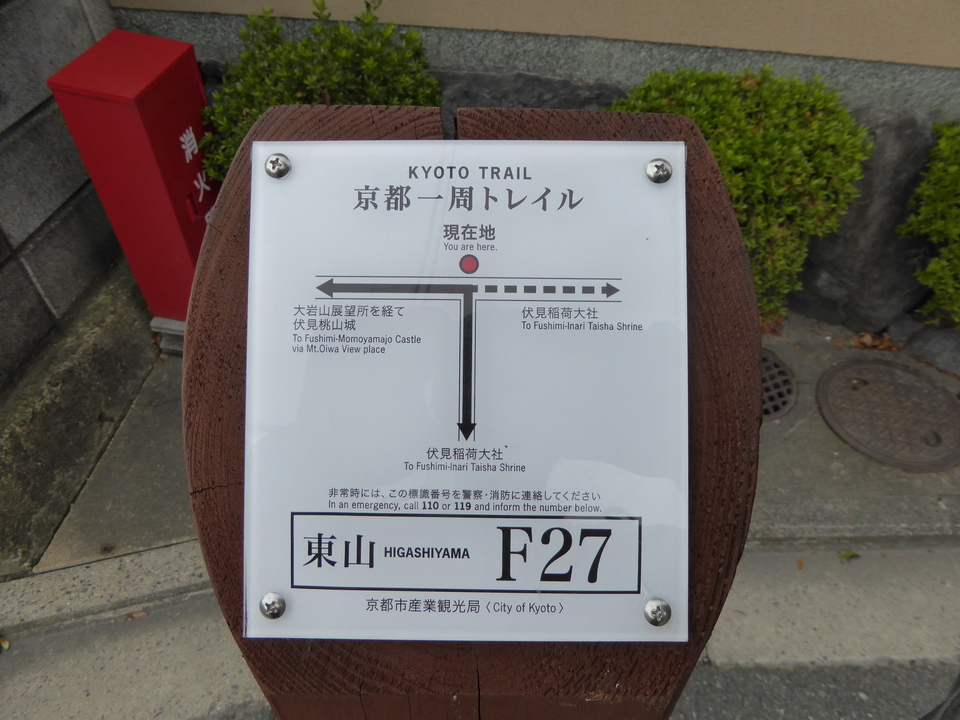 消火
KYOTO TRAIL
京都一周トレイル
現在地
You are here.
大岩山展望所を経て
伏見桃山城
To Fushimi-Momoyamajo Castle
via Mt.Oiwa View place
伏見稲荷大社
To Fushimi-Inari Taisha Shrine
伏見稲荷大社
To Fushimi-Inari Taisha Shrine
非常時には、この標識番号を警察・消防に連絡してください
In an emergency, call 110 or 119 and inform the number below.
東山 HIGASHIYAMA F27
京都市産業観光局〈City of Kyoto〉